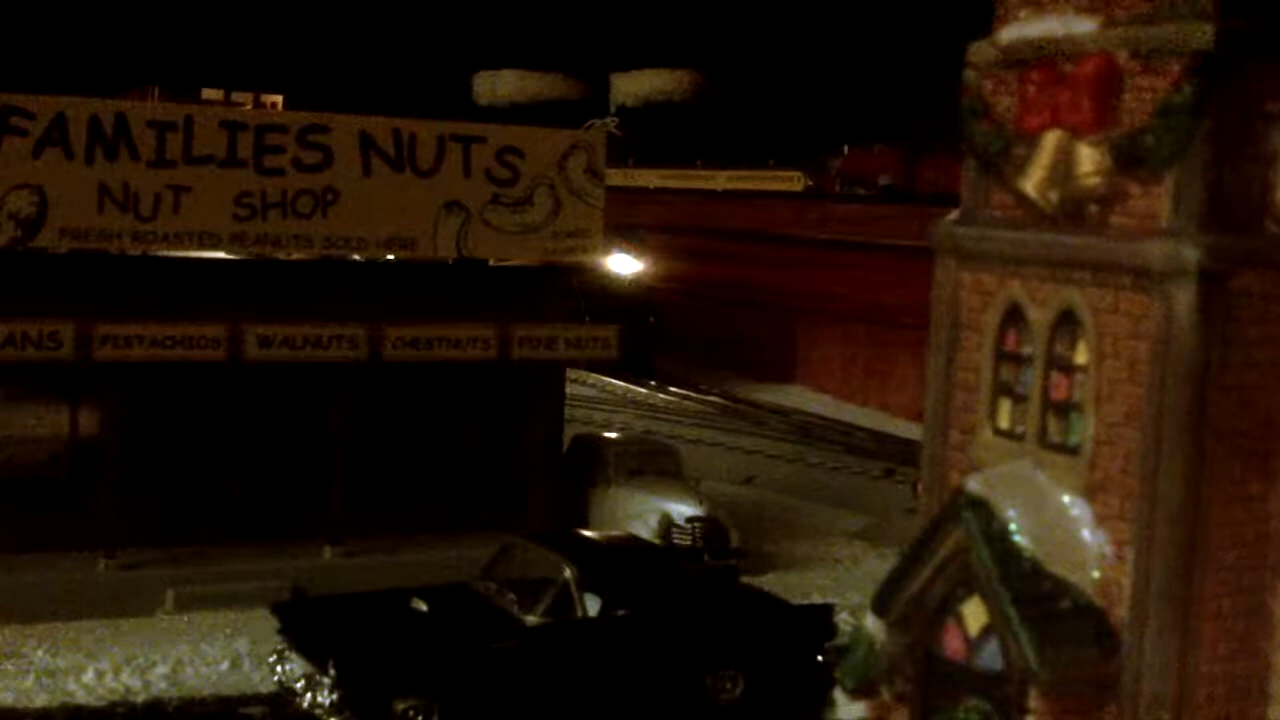 FAMILIES NUTS
NUT SHOP
FRESH ROASTED PEANUTS SOLD HERE
ANS PISTACHIOS WALNUTS CHESTNUTS PINE NUTS